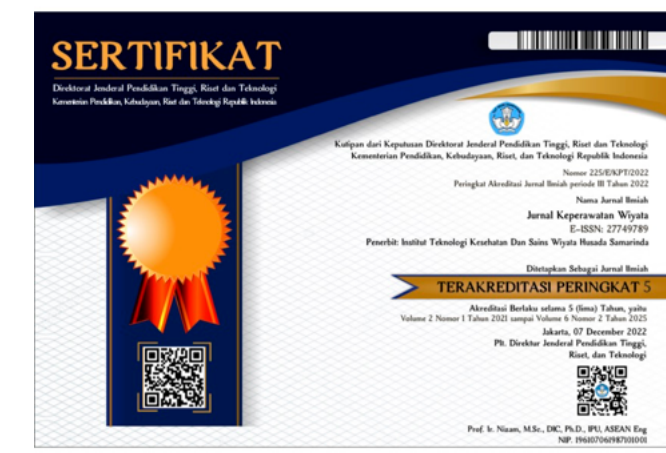 SERTIFIKAT
Direktorat Jenderal Pendidikan Tinggi, Riset dan Teknologi
Kementerian Pendidikan, Kebudayaan, Riset dan Teknologi Republik Indonesia
Kutipan dari Keputusan Direktorat Jenderal Pendidikan Tinggi, Riset dan Teknologi
Kementerian Pendidikan, Kebudayaan, Riset, dan Teknologi Republik Indonesia
Nomor 225/E/KPT/2022
Peringkat Akreditasi Jurnal Ilmiah periode III Tahun 2022
Nama Jurnal Ilmiah
Jurnal Keperawatan Wiyata
E-ISSN: 27749789
Penerbit: Institut Teknologi Kesehatan Dan Sains Wiyata Husada Samarinda
Ditetapkan Sebagai Jurnal Ilmiah
TERAKREDITASI PERINGKAT 5
Akreditasi Berlaku selama 5 (lima) Tahun, yaitu
Volume 2 Nomor 1 Tahun 2021 sampai Volume 6 Nomor 2 Tahun 2025
Jakarta, 07 December 2022
Plt. Direktur Jenderal Pendidikan Tinggi,
Riset, dan Teknologi
Prof. Ir. Nizam, M.Sc., DIC, Ph.D., IPU, ASEAN Eng
NIP. 196107061987101001